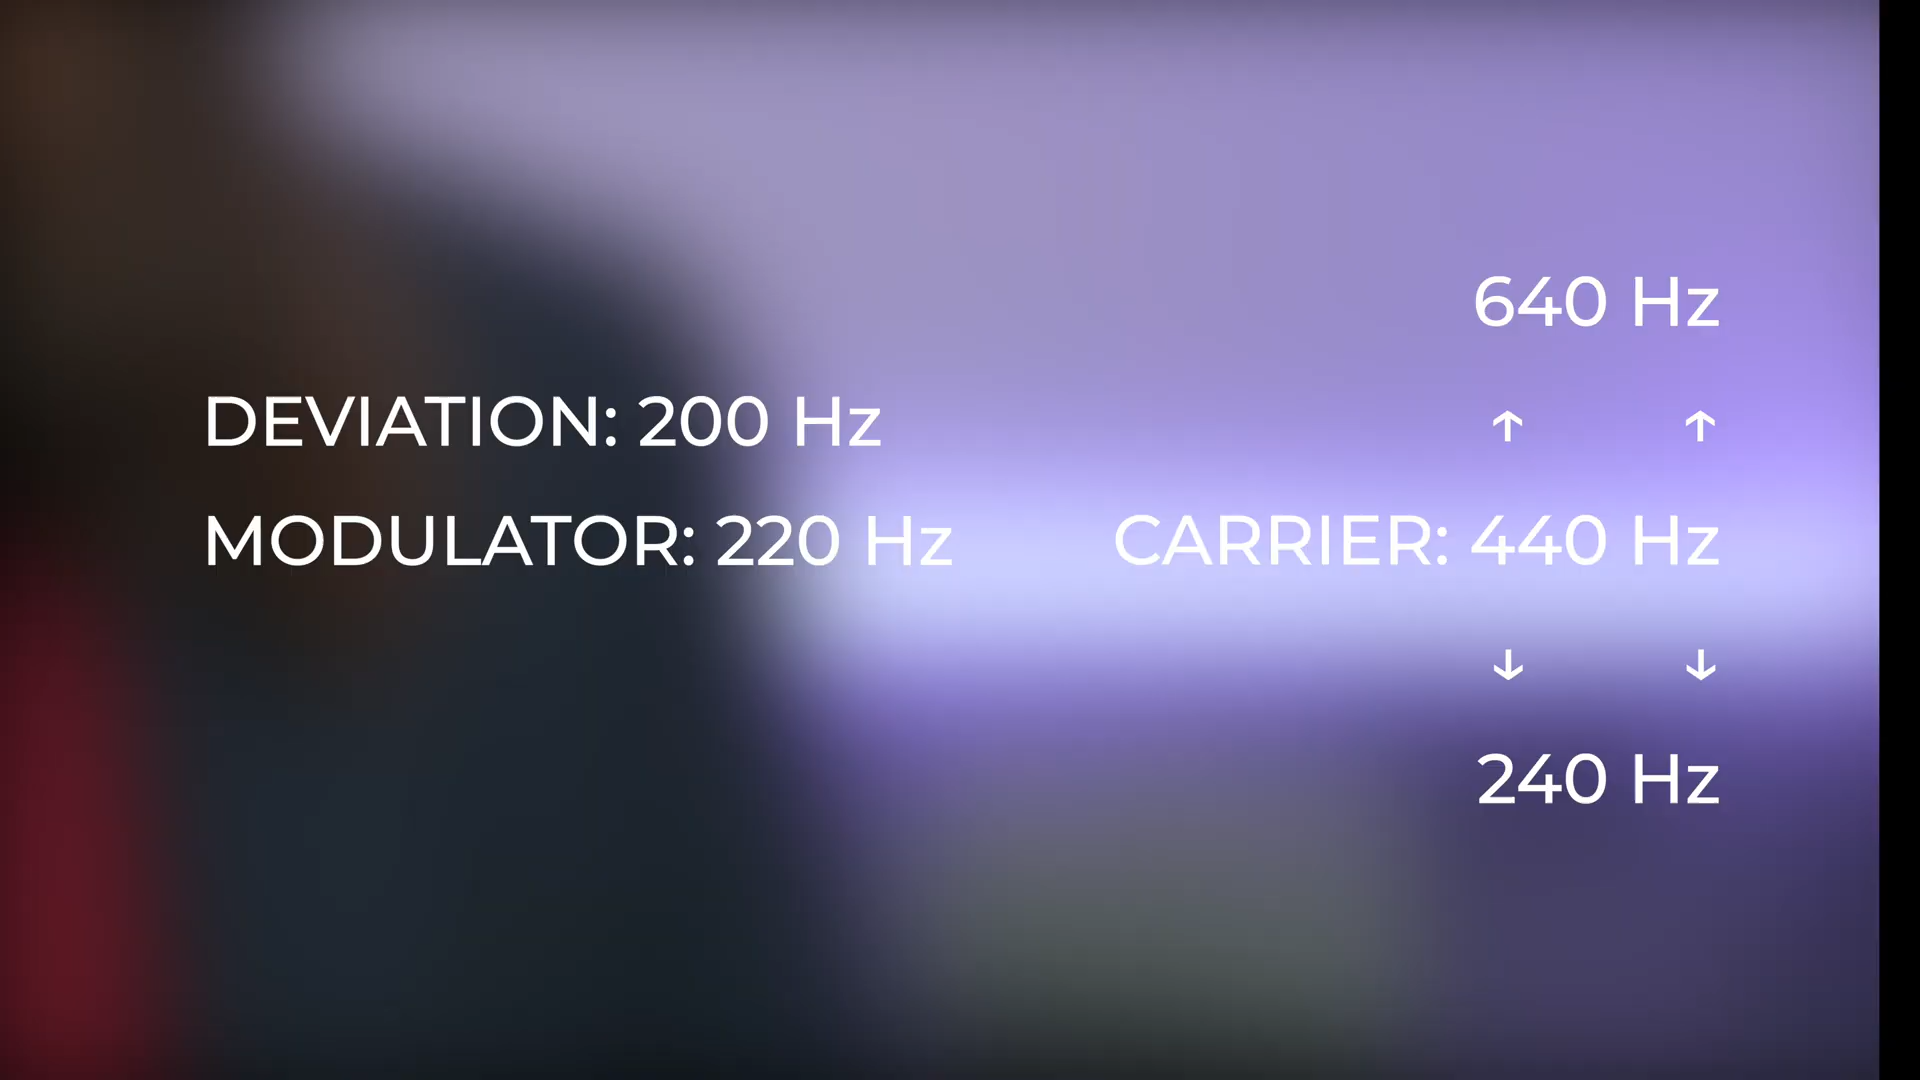 640 Hz
DEVIATION: 200 Hz
↑ ↑
MODULATOR: 220 Hz
CARRIER: 440 Hz
↓ ↓
240 Hz